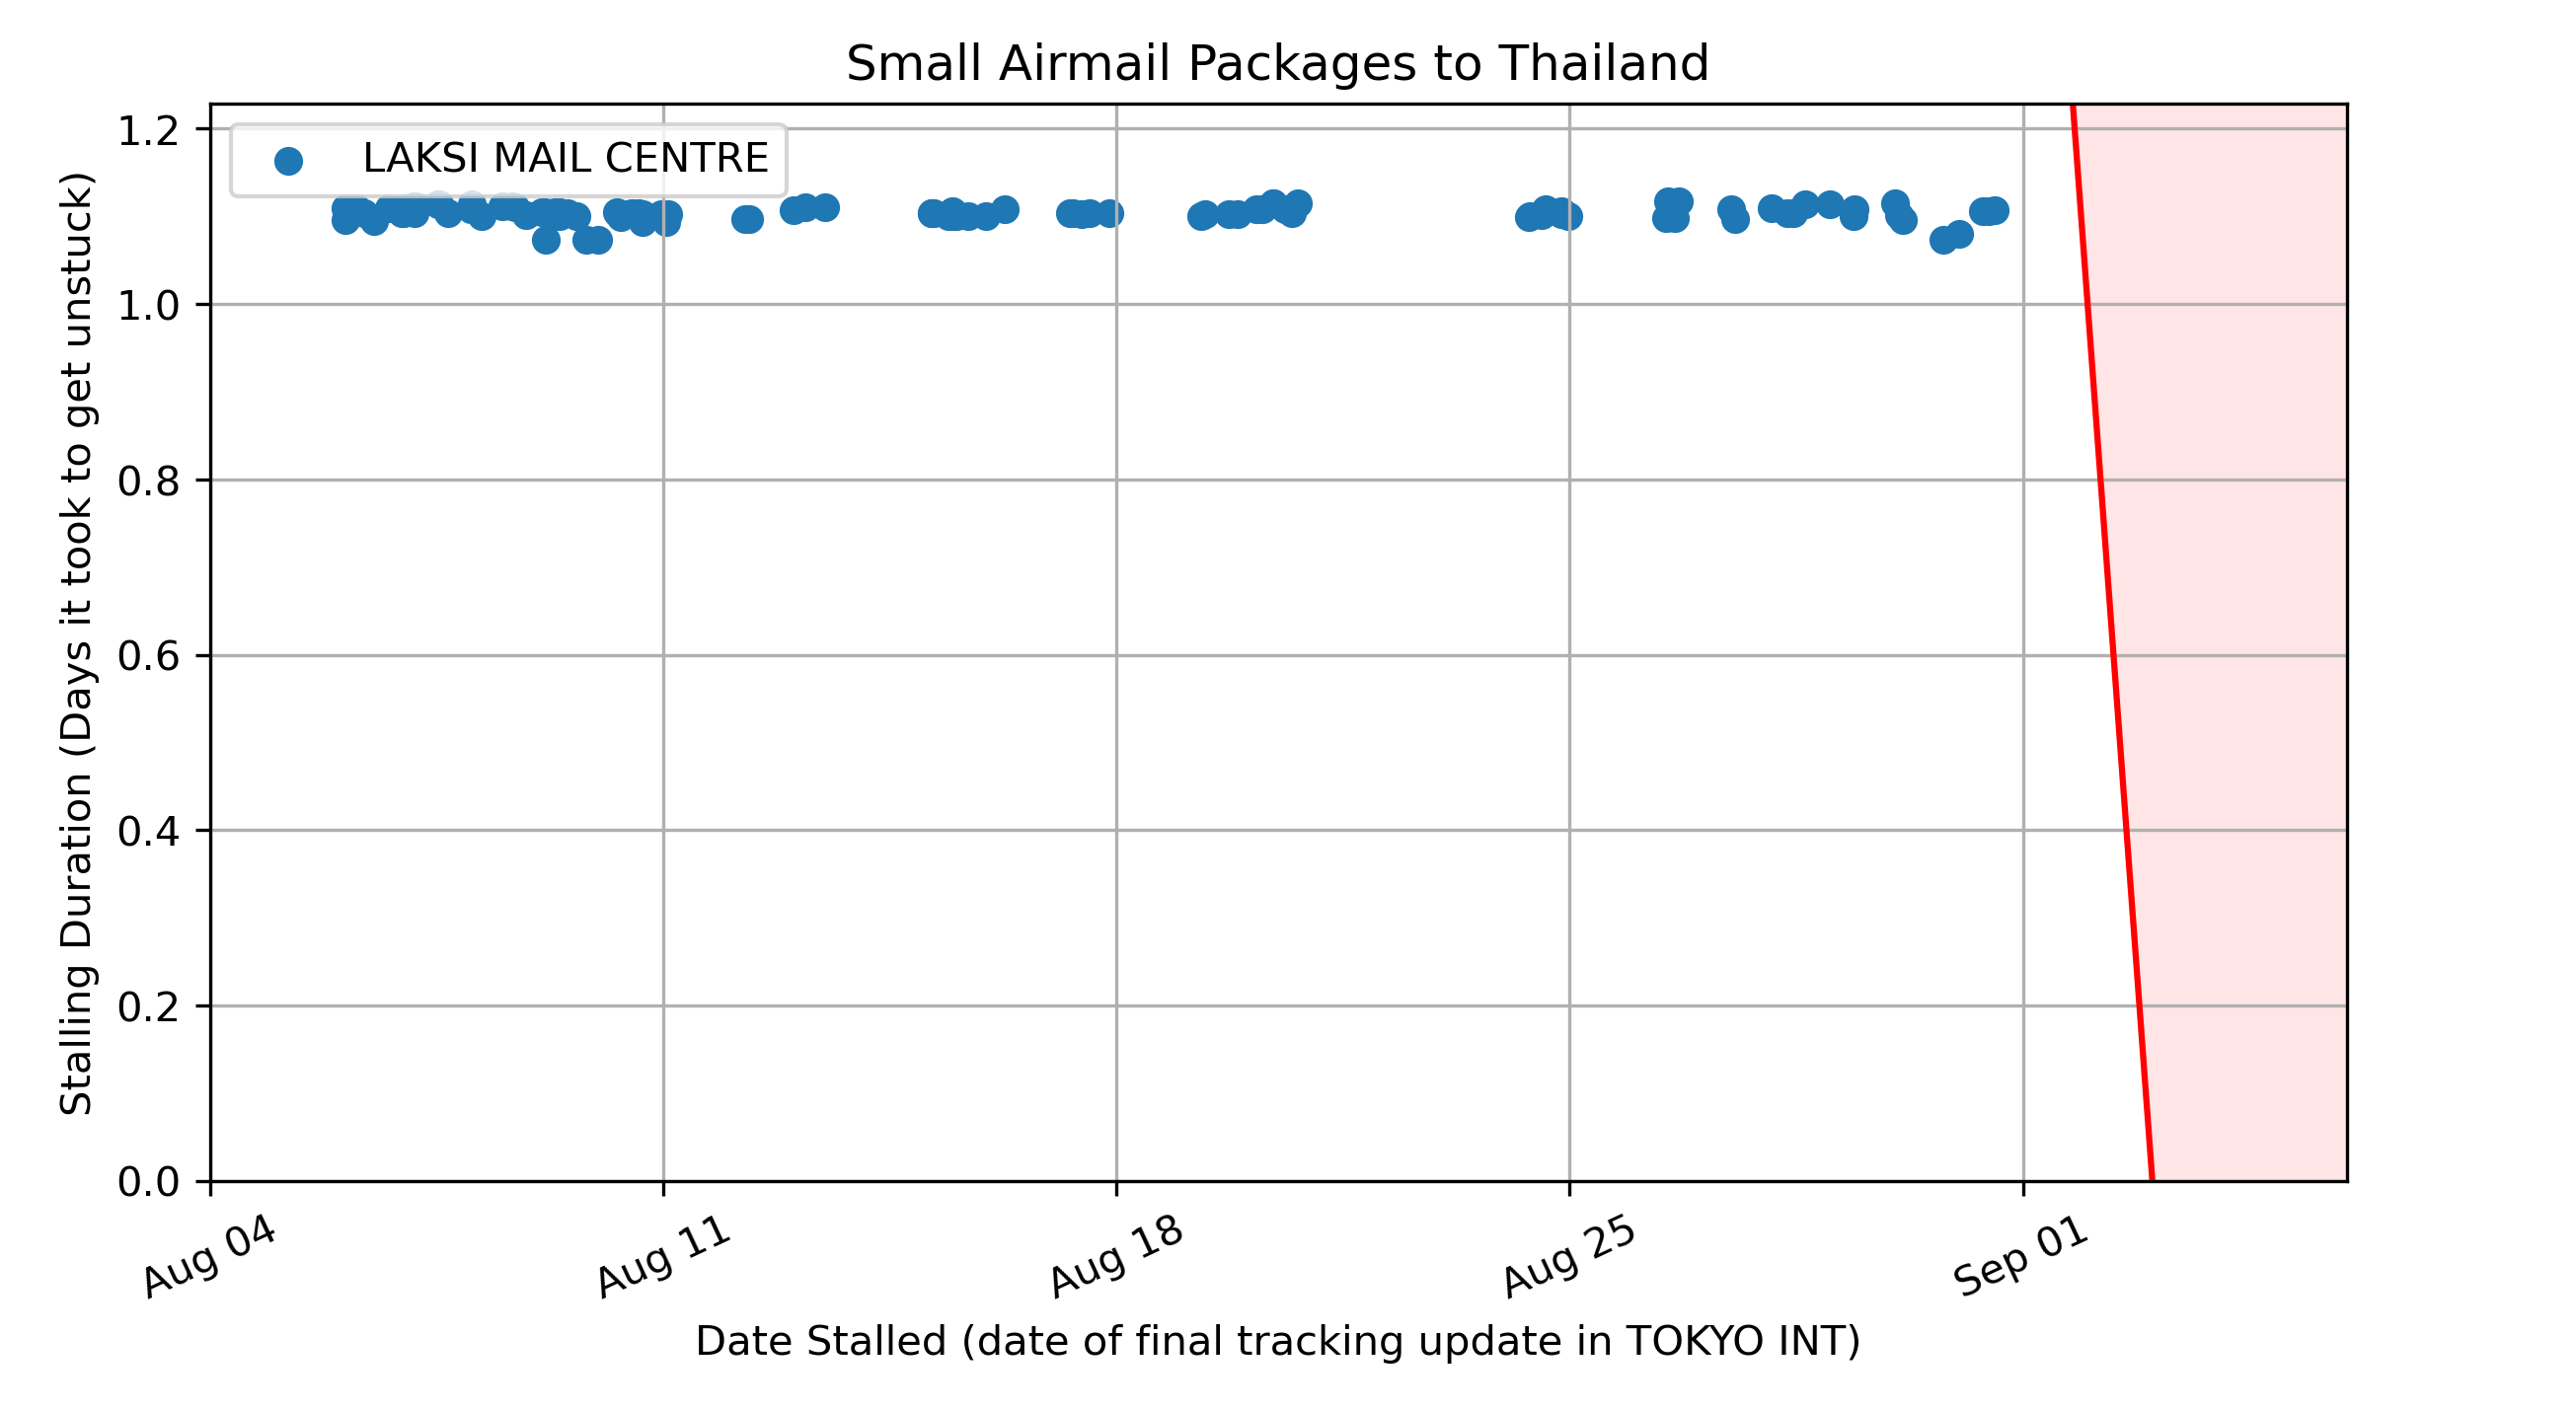 Small Airmail Packages to Thailand
LAKSI MAIL CENTRE
Stalling Duration (Days it took to get unstuck)
1.2
1.0
0.8
0.6
0.4
0.2
0.0
Aug 04
Aug 11
Aug 18
Aug 25
Sep 01
Date Stalled (date of final tracking update in TOKYO INT)